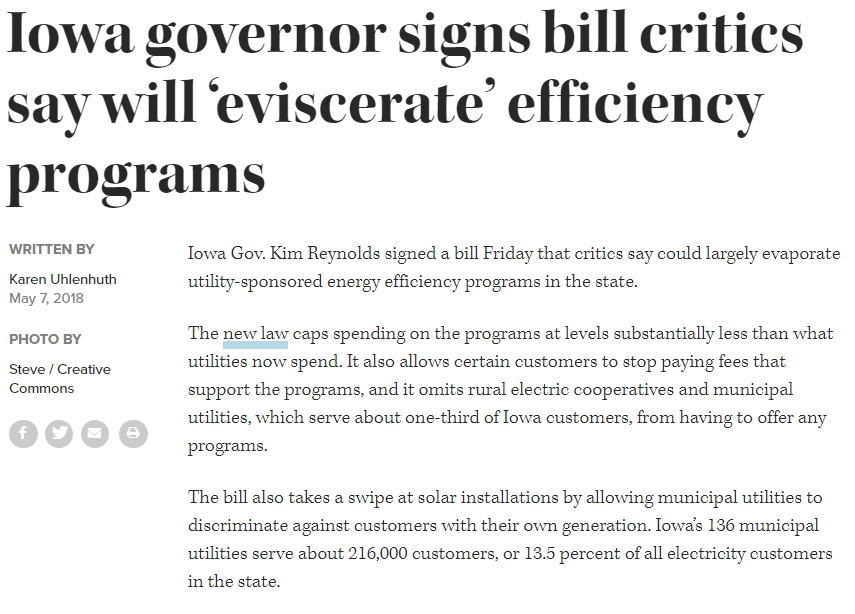 Iowa governor signs bill critics
say will ‘eviscerate’ efficiency
programs
WRITTEN BY
Karen Uhlenhuth
May 7, 2018
PHOTO BY
Steve / Creative
Commons
Iowa Gov. Kim Reynolds signed a bill Friday that critics say could largely evaporate
utility-sponsored energy efficiency programs in the state.
The new law caps spending on the programs at levels substantially less than what
utilities now spend. It also allows certain customers to stop paying fees that
support the programs, and it omits rural electric cooperatives and municipal
utilities, which serve about one-third of Iowa customers, from having to offer any
programs.
The bill also takes a swipe at solar installations by allowing municipal utilities to
discriminate against customers with their own generation. Iowa’s 136 municipal
utilities serve about 216,000 customers, or 13.5 percent of all electricity customers
in the state.